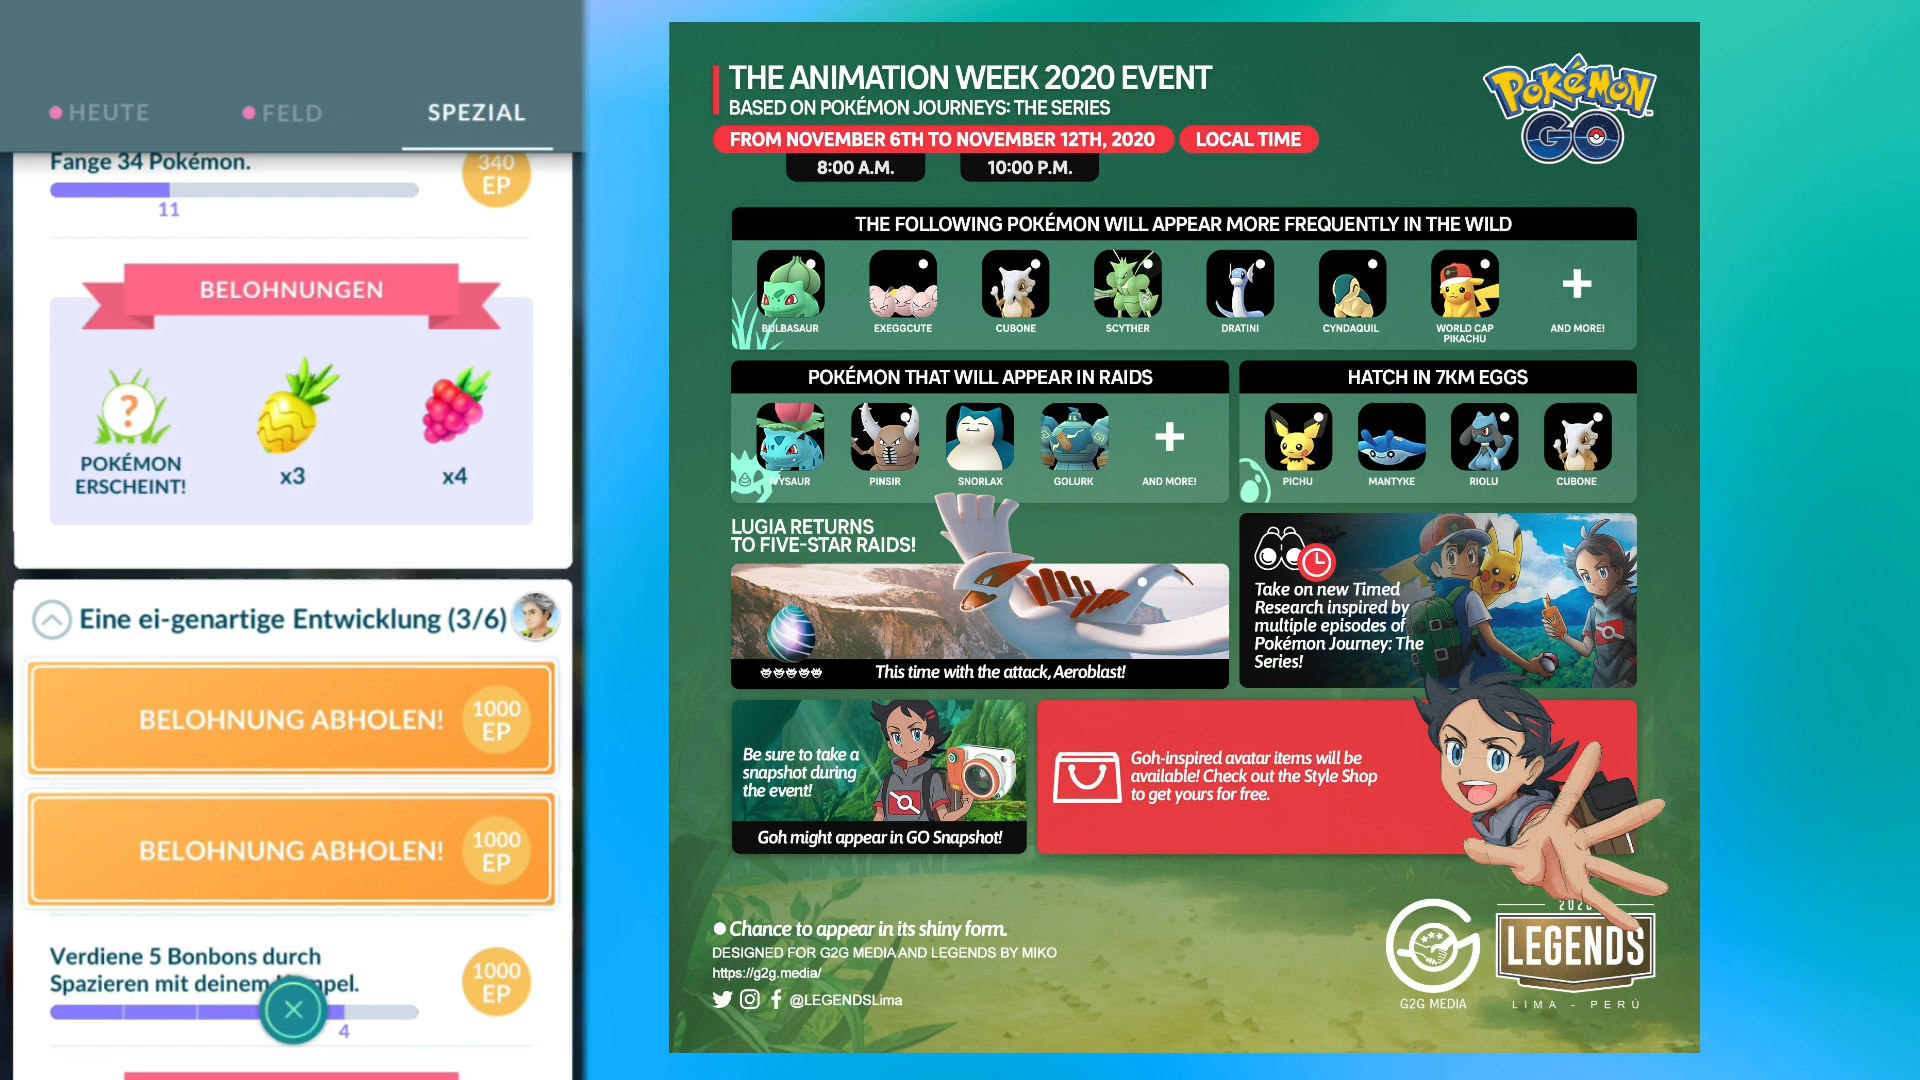 HEUTE
FELD
SPEZIAL
Fange 34 Pokémon.
340
EP
11
BELOHNUNGEN
?
POKÉMON
ERSCHEINT!
x3
x4
Eine ei-genartige Entwicklung (3/6)
BELOHNUNG ABHOLEN!
1000
EP
BELOHNUNG ABHOLEN!
1000
EP
Verdiene 5 Bonbons durch
Spazieren mit deinem
1000
EP
4
THE ANIMATION WEEK 2020 EVENT
BASED ON POKÉMON JOURNEYS: THE SERIES
FROM NOVEMBER 6TH TO NOVEMBER 12TH, 2020
LOCAL TIME
8:00 A.M.
10:00 P.M.
POKÉMON
GO
THE FOLLOWING POKÉMON WILL APPEAR MORE FREQUENTLY IN THE WILD
BULBASAUR
EXEGGCUTE
CUBONE
SCYTHER
DRATINI
CYNDAQUIL
WORLD CAP
PIKACHU
+
AND MORE!
POKÉMON THAT WILL APPEAR IN RAIDS
VYSAUR
PINSIR
SNORLAX
GOLURK
+
AND MORE!
HATCH IN 7KM EGGS
PICHU
MANTYKE
RIOLU
CUBONE
LUGIA RETURNS
TO FIVE-STAR RAIDS!
This time with the attack, Aeroblast!
Take on new Timed
Research inspired by
multiple episodes of
Pokémon Journey: The
Series!
Be sure to take a
snapshot during
the event!
Goh might appear in GO Snapshot!
Goh-inspired avatar items will be
available! Check out the Style Shop
to get yours for free.
Chance to appear in its shiny form.
DESIGNED FOR G2G MEDIA AND LEGENDS BY MIKO
https://g2g.media/
@LEGENDSLima
G2G MEDIA
2020
LEGENDS
LIMA - PERÚ